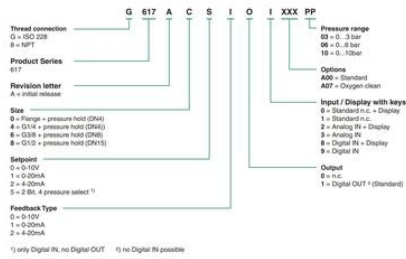 G 617 A C S I O I XXX PP
Thread connection
G = ISO 228
8 = NPT
Product Series
617
Revision letter
A = initial release
Size
0 = Flange + pressure hold (DN4)
4 = G1/4 + pressure hold (DN4))
6 = G3/8 + pressure hold (DN8)
8 = G1/2 + pressure hold (DN15)
Setpoint
0 = 0-10V
1 = 0-20mA
2 = 4-20mA
5 = 2 Bit, 4 pressure select ¹⁾
Feedback Type
0 = 0-10V
1 = 0-20mA
2 = 4-20mA
Pressure range
03 = 0...3 bar
06 = 0...6 bar
10 = 0...10bar
Options
A00 = Standard
A07 = Oxygen clean
Input / Display with keys
0 = Standard n.c. + Display
1 = Standard n.c.
2 = Analog IN + Display
3 = Analog IN
8 = Digital IN + Display
9 = Digital IN
Output
0 = n.c.
1 = Digital OUT ²⁾ (Standard)
¹⁾ only Digital IN, no Digital OUT ²⁾ no Digital IN possible